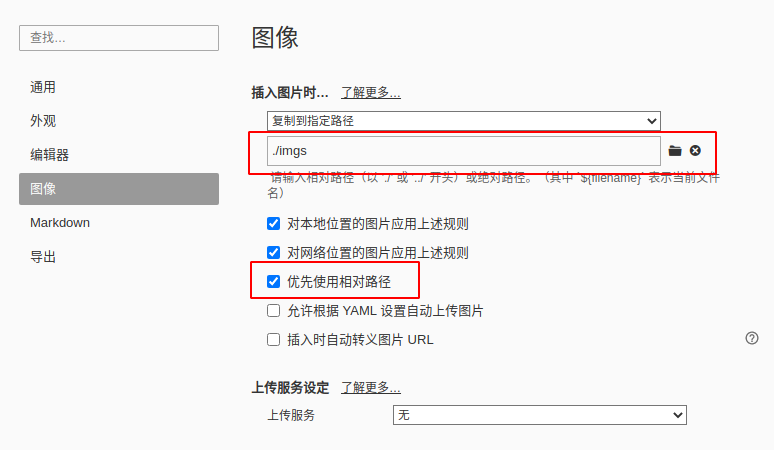 图像
查找…
通用
外观
编辑器
图像
Markdown
导出
插入图片时… 了解更多…
复制到指定路径
./imgs
请输入相对路径（以 './' 或 '../' 开头）或绝对路径。（其中 `${filename}` 表示当前文件
名）
对本地位置的图片应用上述规则
对网络位置的图片应用上述规则
优先使用相对路径
允许根据 YAML 设置自动上传图片
插入时自动转义图片 URL
上传服务设定 了解更多…
上传服务 无